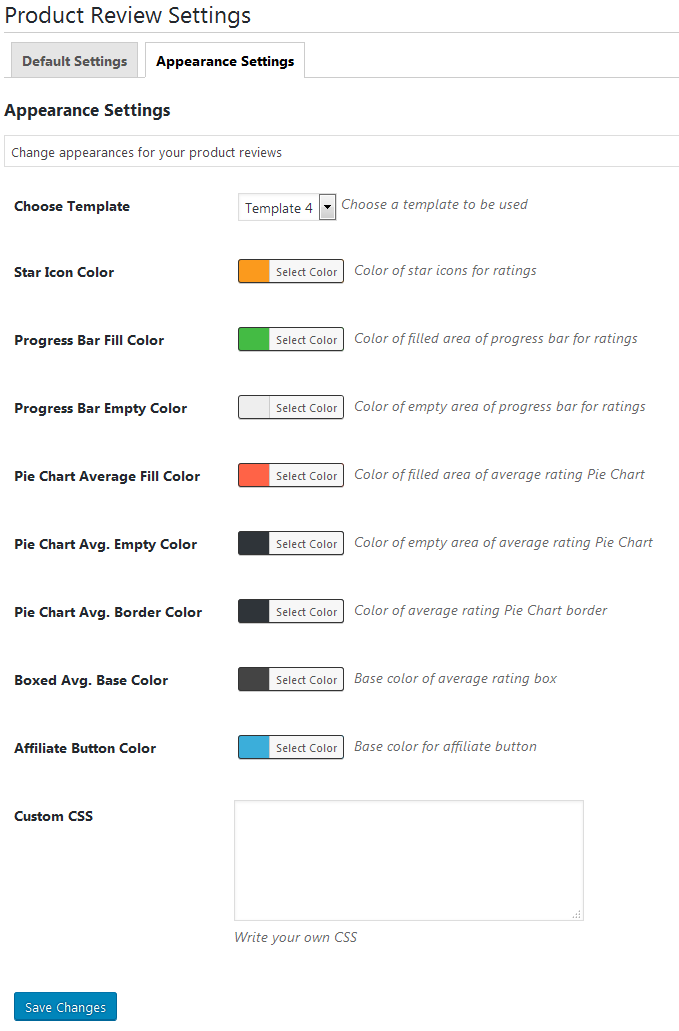 Product Review Settings
Default Settings Appearance Settings
Appearance Settings
Change appearances for your product reviews
Choose Template Template 4 Choose a template to be used
Star Icon Color Select Color Color of star icons for ratings
Progress Bar Fill Color Select Color Color of filled area of progress bar for ratings
Progress Bar Empty Color Select Color Color of empty area of progress bar for ratings
Pie Chart Average Fill Color Select Color Color of filled area of average rating Pie Chart
Pie Chart Avg. Empty Color Select Color Color of empty area of average rating Pie Chart
Pie Chart Avg. Border Color Select Color Color of average rating Pie Chart border
Boxed Avg. Base Color Select Color Base color of average rating box
Affiliate Button Color Select Color Base color for affiliate button
Custom CSS
Write your own CSS
Save Changes